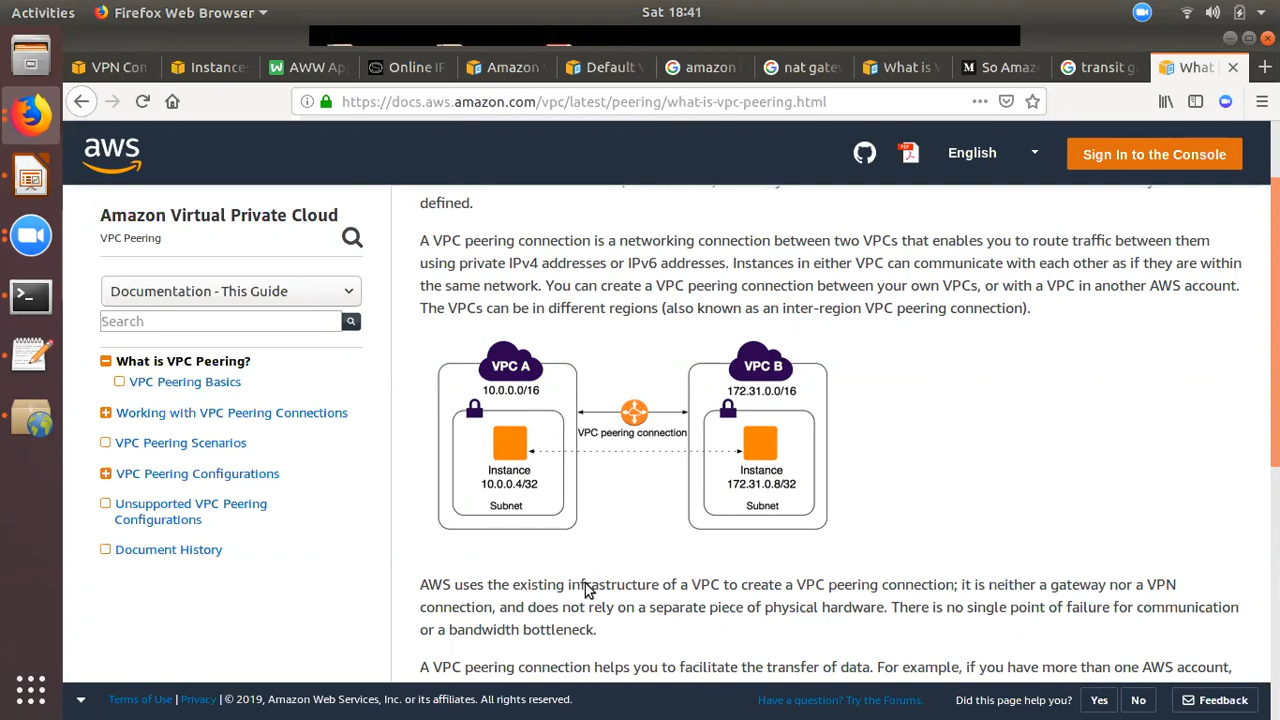 Activities
Firefox Web Browser
Sat 18:41
VPN Con
Instance
AWW Ap
Online IF
Amazon
Default V
amazon
nat gate
What is V
So Amaz
transit g
What
https://docs.aws.amazon.com/vpc/latest/peering/what-is-vpc-peering.html
aws
PDF
English
Sign In to the Console
Amazon Virtual Private Cloud
VPC Peering
Documentation - This Guide
Search
What is VPC Peering?
VPC Peering Basics
Working with VPC Peering Connections
VPC Peering Scenarios
VPC Peering Configurations
Unsupported VPC Peering
Configurations
Document History
defined.
A VPC peering connection is a networking connection between two VPCs that enables you to route traffic between them
using private IPv4 addresses or IPv6 addresses. Instances in either VPC can communicate with each other as if they are within
the same network. You can create a VPC peering connection between your own VPCs, or with a VPC in another AWS account.
The VPCs can be in different regions (also known as an inter-region VPC peering connection).
VPC A
10.0.0.0/16
Instance
10.0.0.4/32
Subnet
VPC peering connection
VPC B
172.31.0.0/16
Instance
172.31.0.8/32
Subnet
AWS uses the existing infrastructure of a VPC to create a VPC peering connection; it is neither a gateway nor a VPN
connection, and does not rely on a separate piece of physical hardware. There is no single point of failure for communication
or a bandwidth bottleneck.
A VPC peering connection helps you to facilitate the transfer of data. For example, if you have more than one AWS account,
Terms of Use | Privacy | © 2019, Amazon Web Services, Inc. or its affiliates. All rights reserved.
Have a question? Try the Forums.
Did this page help you?
Yes
No
Feedback